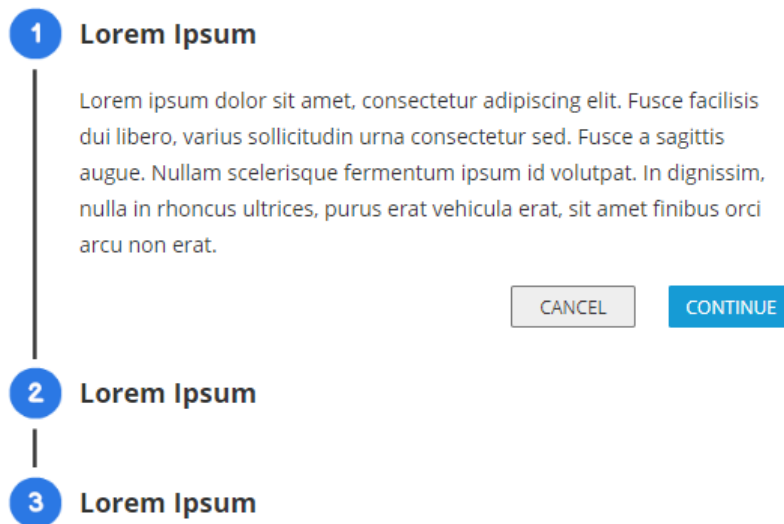 1 Lorem Ipsum
Lorem ipsum dolor sit amet, consectetur adipiscing elit. Fusce facilisis
dui libero, varius sollicitudin urna consectetur sed. Fusce a sagittis
augue. Nullam scelerisque fermentum ipsum id volutpat. In dignissim,
nulla in rhoncus ultrices, purus erat vehicula erat, sit amet finibus orci
arcu non erat.
CANCEL CONTINUE
2 Lorem Ipsum
3 Lorem Ipsum